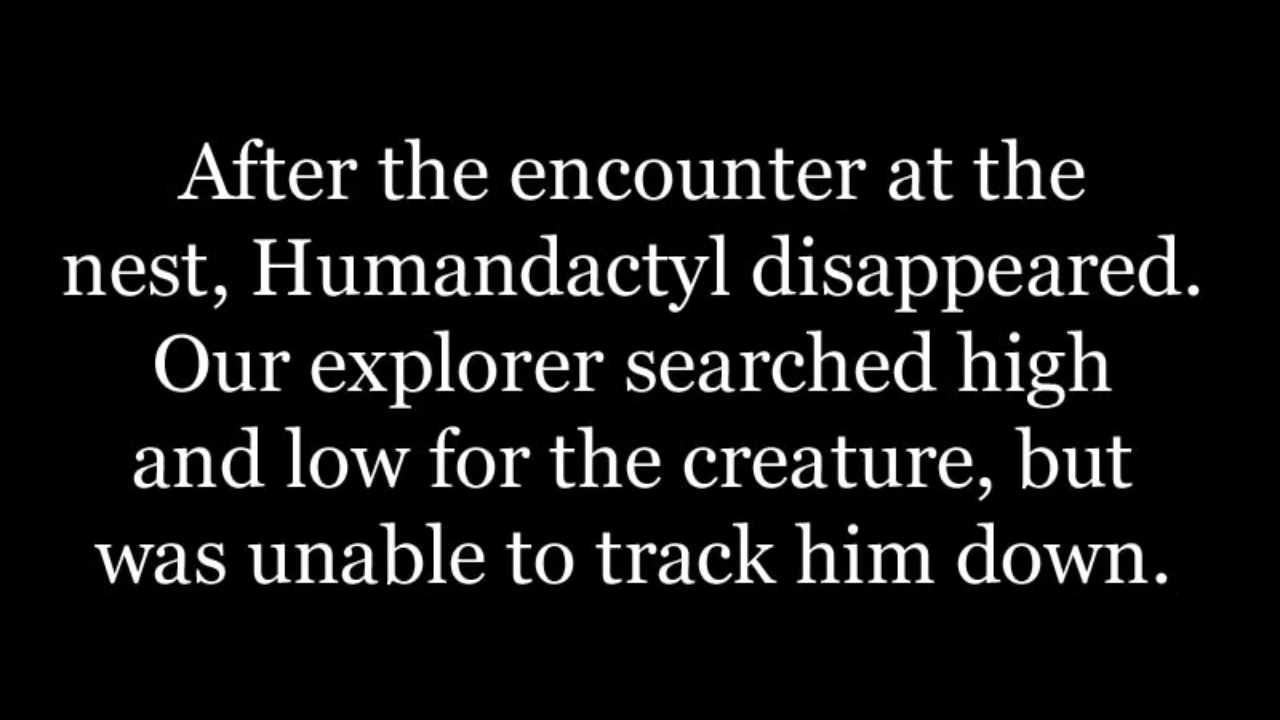 After the encounter at the
nest, Humandactyl disappeared.
Our explorer searched high
and low for the creature, but
was unable to track him down.